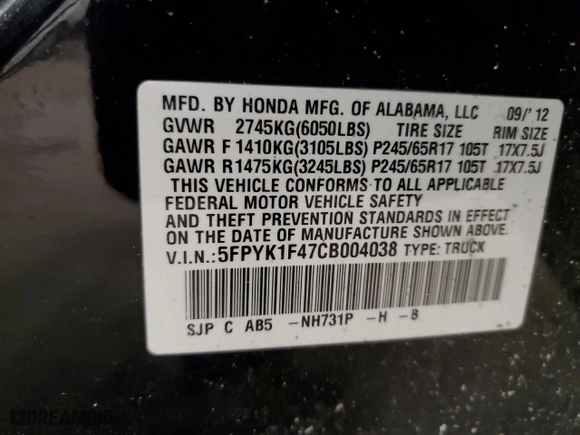 MFD. BY HONDA MFG. OF ALABAMA, LLC 09/'12
GVWR 2745KG(6050LBS) TIRE SIZE RIM SIZE
GAWR F 1410KG(3105LBS) P245/65R17 105T 17X7.5J
GAWR R 1475KG(3245LBS) P245/65R17 105T 17X7.5J
THIS VEHICLE CONFORMS TO ALL APPLICABLE
FEDERAL MOTOR VEHICLE SAFETY
AND THEFT PREVENTION STANDARDS IN EFFECT
ON THE DATE OF MANUFACTURE SHOWN ABOVE.
V.I.N.:5FPYK1F47CB004038 TYPE: TRUCK
SJP C AB5 -NH731P -H -B
DREAMBID